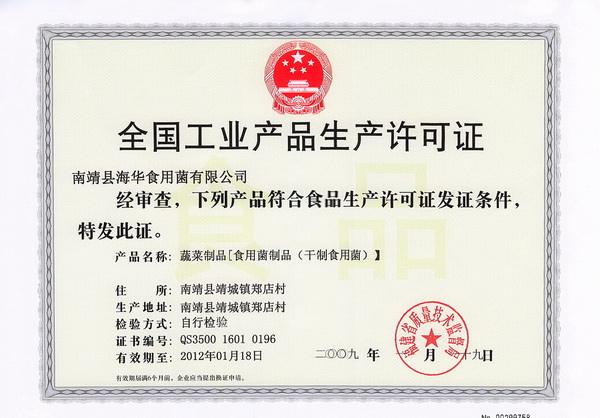 全国工业产品生产许可证
南靖县海华食用菌有限公司
经审查，下列产品符合食品生产许可证发证条件，
特发此证。
食品
产品名称：蔬菜制品[食用菌制品（干制食用菌）】
住　所：南靖县靖城镇郑店村
生产地址：南靖县靖城镇郑店村
检验方式：自行检验
证书编号：QS3500 1601 0196
有效期至：2012年01月18日
二〇〇九 年 月 十九日
福建省质量技术监督局
有效期届满6个月前，企业应当提出换证申请。